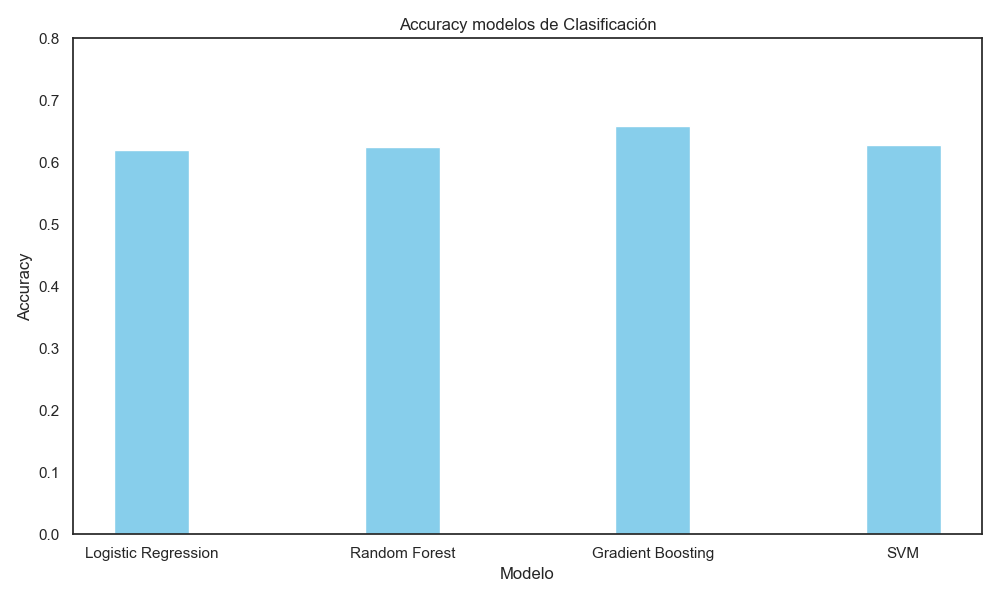 Accuracy modelos de Clasificación
0.8
0.7
0.6
0.5
0.4
0.3
0.2
0.1
0.0
Accuracy
Logistic Regression
Random Forest
Gradient Boosting
SVM
Modelo